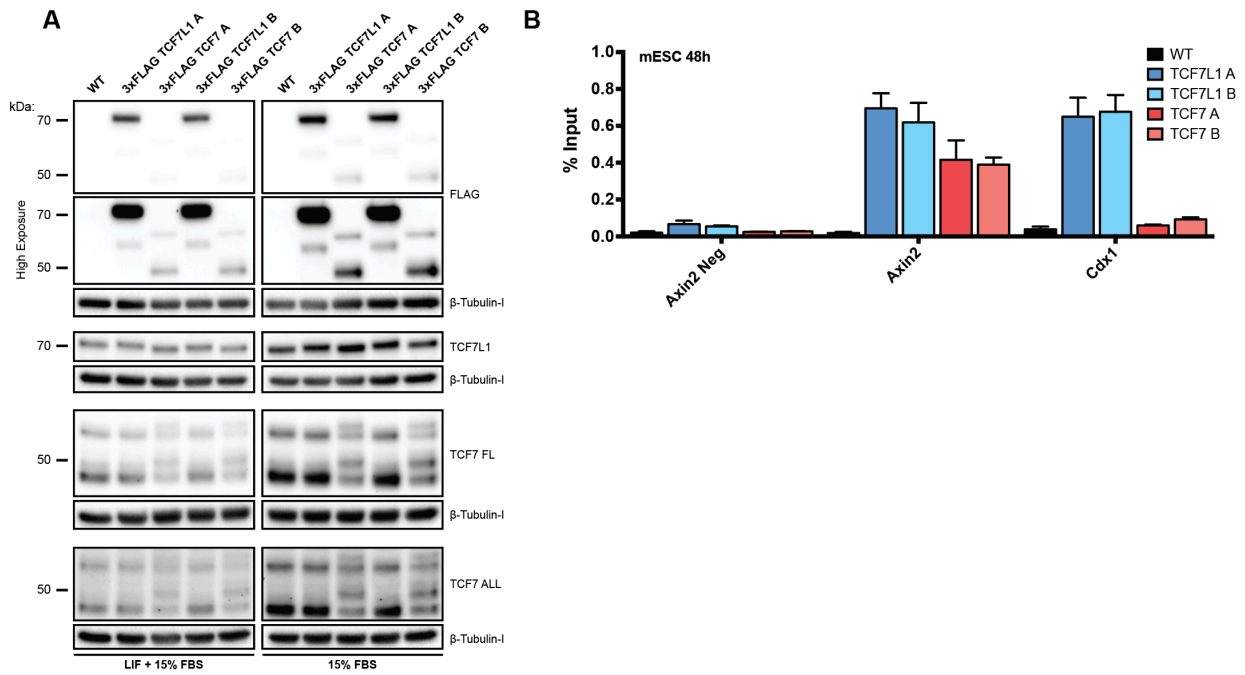 A
WT
3xFLAG TCF7L1 A
3xFLAG TCF7 A
3xFLAG TCF7L1 B
3xFLAG TCF7 B
WT
3xFLAG TCF7L1 A
3xFLAG TCF7 A
3xFLAG TCF7L1 B
3xFLAG TCF7 B
kDa:
70
50
FLAG
High Exposure
70
50
β-Tubulin-I
70
TCF7L1
β-Tubulin-I
50
TCF7 FL
β-Tubulin-I
50
TCF7 ALL
β-Tubulin-I
LIF + 15% FBS
15% FBS
B
mESC 48h
% Input
1.0
0.8
0.6
0.4
0.2
0.0
Axin2 Neg
Axin2
Cdx1
WT
TCF7L1 A
TCF7L1 B
TCF7 A
TCF7 B